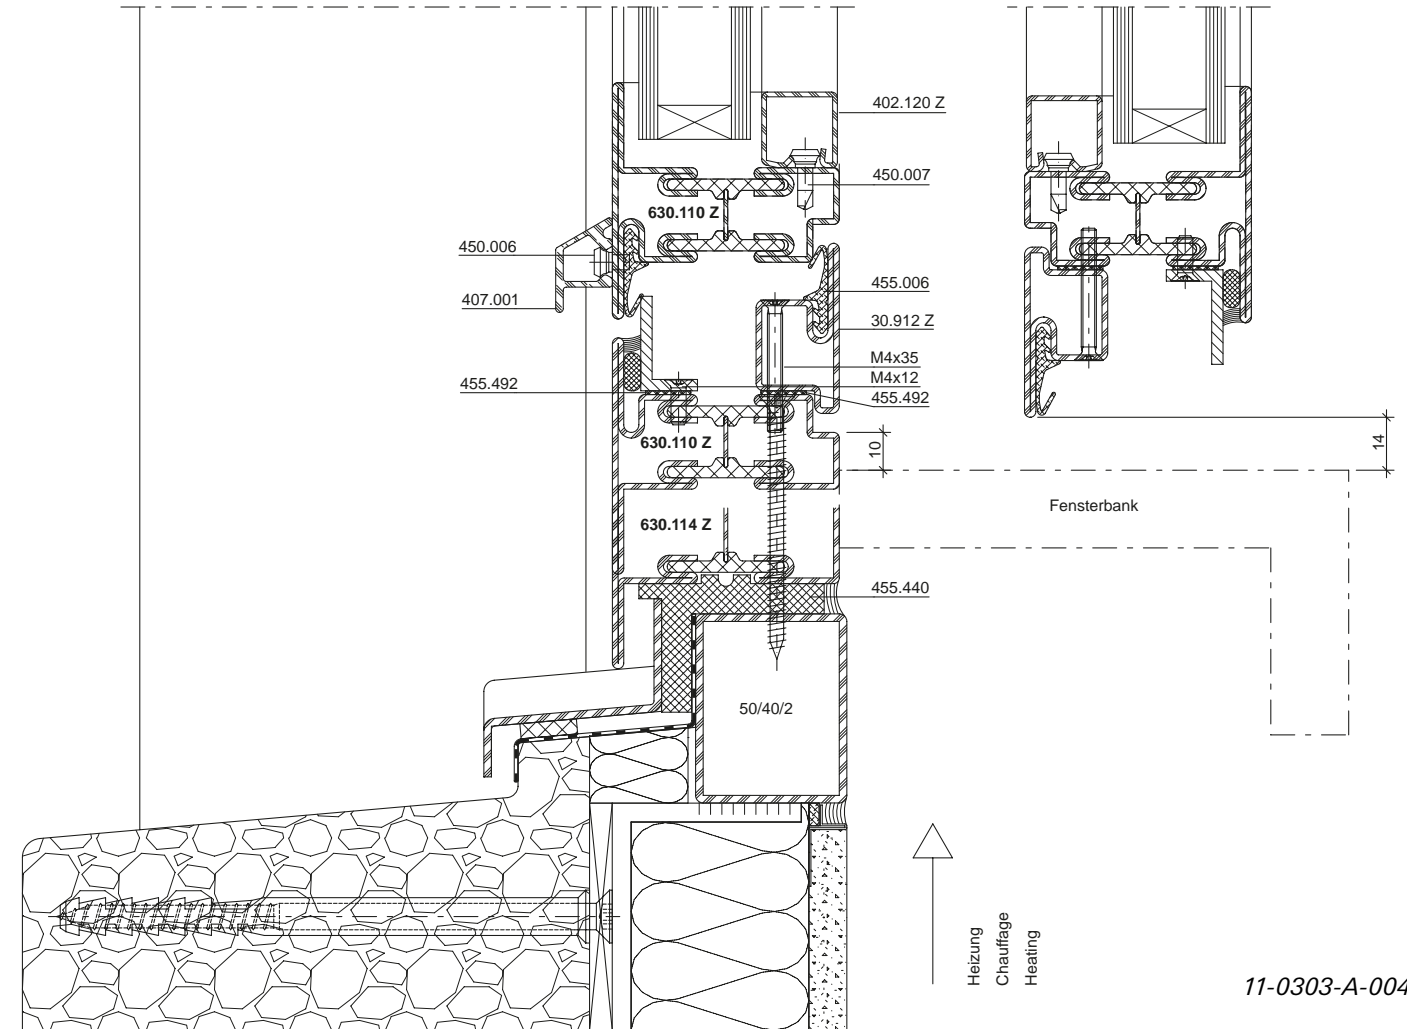 402.120 Z
450.007
630.110 Z
450.006
455.006
407.001
30.912 Z
M4x35
M4x12
455.492
455.492
630.110 Z
10
14
Fensterbank
630.114 Z
455.440
50/40/2
Heizung
Chauffage
Heating
11-0303-A-004